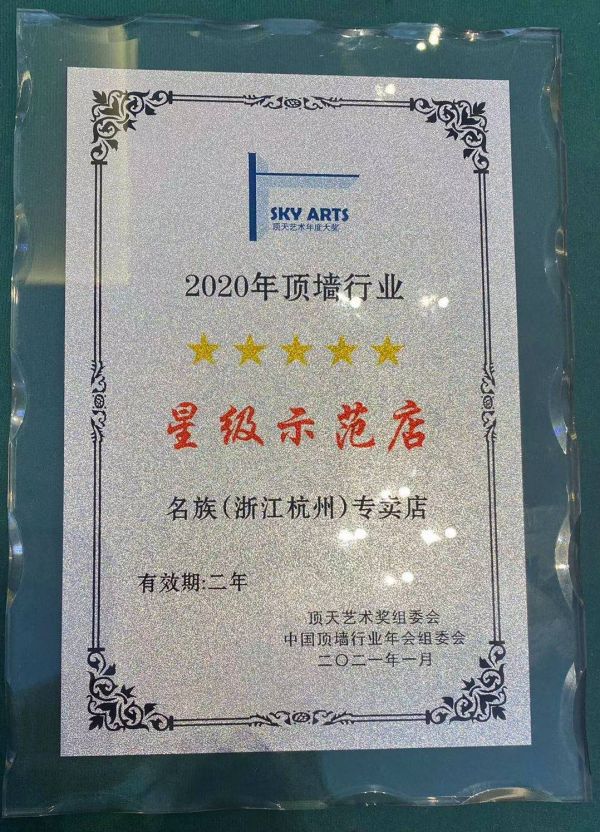 SKY ARTS
顶天艺术年度大奖
2020年顶墙行业
星级示范店
名族(浙江杭州)专卖店
有效期:二年
顶天艺术奖组委会
中国顶墙行业年会组委会
二〇二一年一月